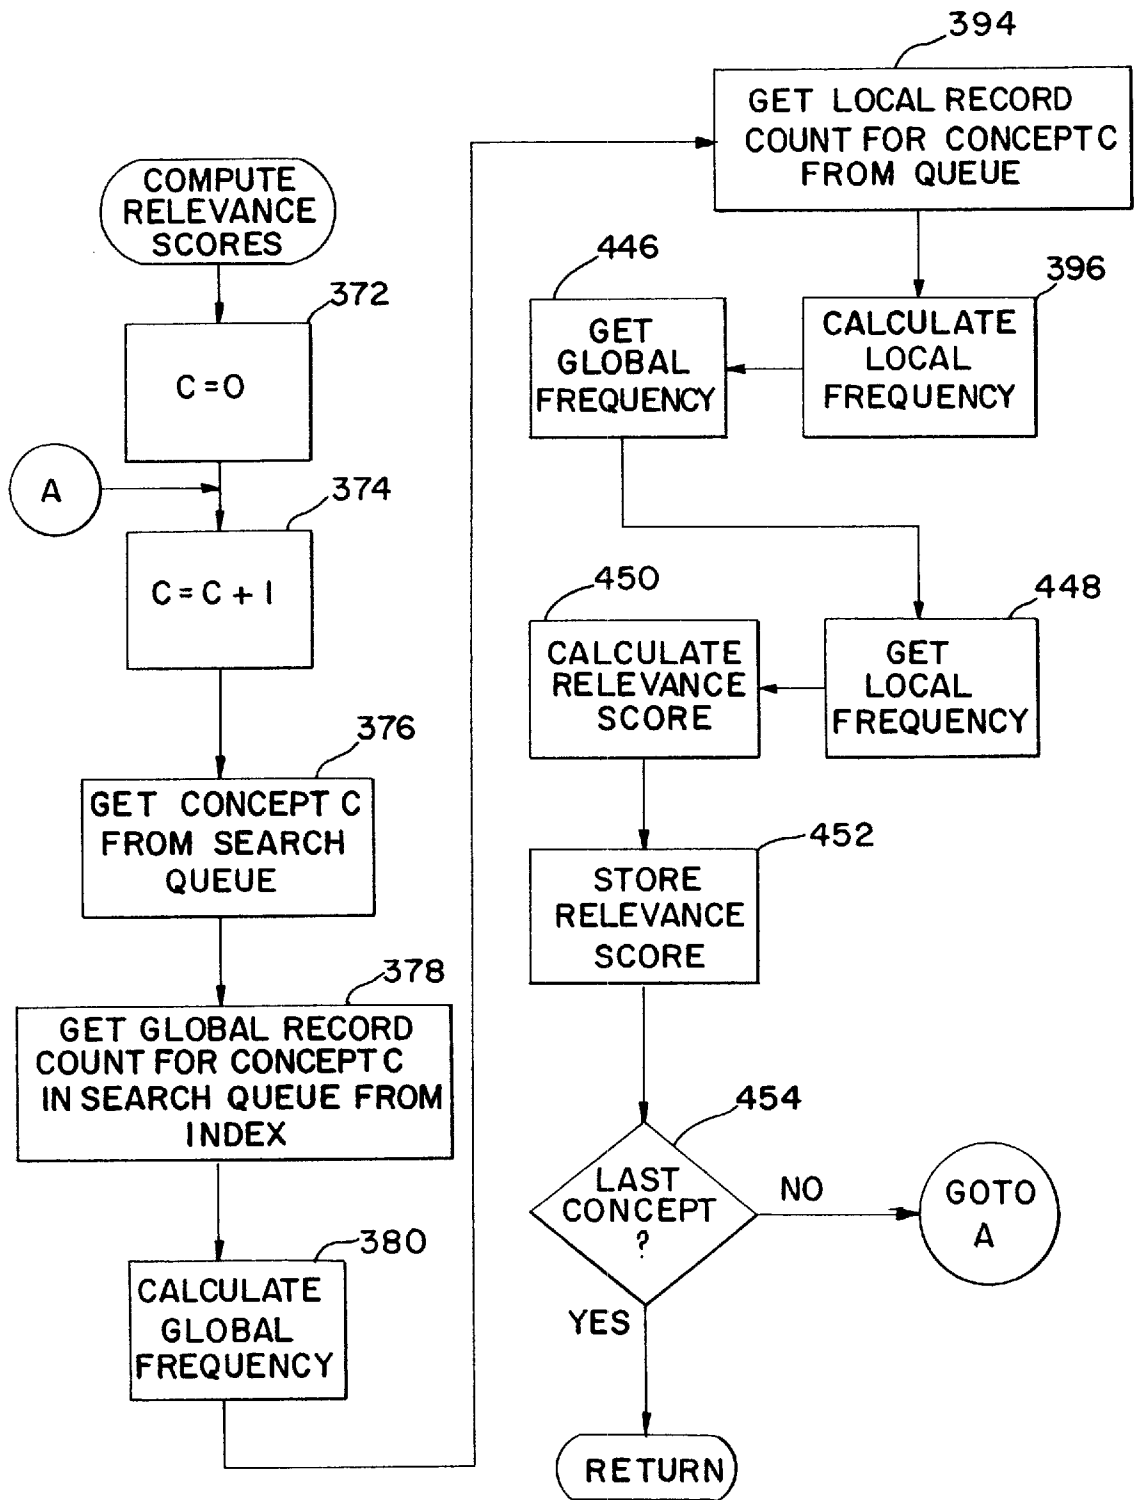 COMPUTE
RELEVANCE
SCORES
372
C=0
A
374
C=C+1
376
GET CONCEPT C
FROM SEARCH
QUEUE
378
GET GLOBAL RECORD
COUNT FOR CONCEPT C
IN SEARCH QUEUE FROM
INDEX
380
CALCULATE
GLOBAL
FREQUENCY
394
GET LOCAL RECORD
COUNT FOR CONCEPT C
FROM QUEUE
396
CALCULATE
LOCAL
FREQUENCY
446
GET
GLOBAL
FREQUENCY
448
GET
LOCAL
FREQUENCY
450
CALCULATE
RELEVANCE
SCORE
452
STORE
RELEVANCE
SCORE
454
LAST
CONCEPT
?
NO
GOTO
A
YES
RETURN